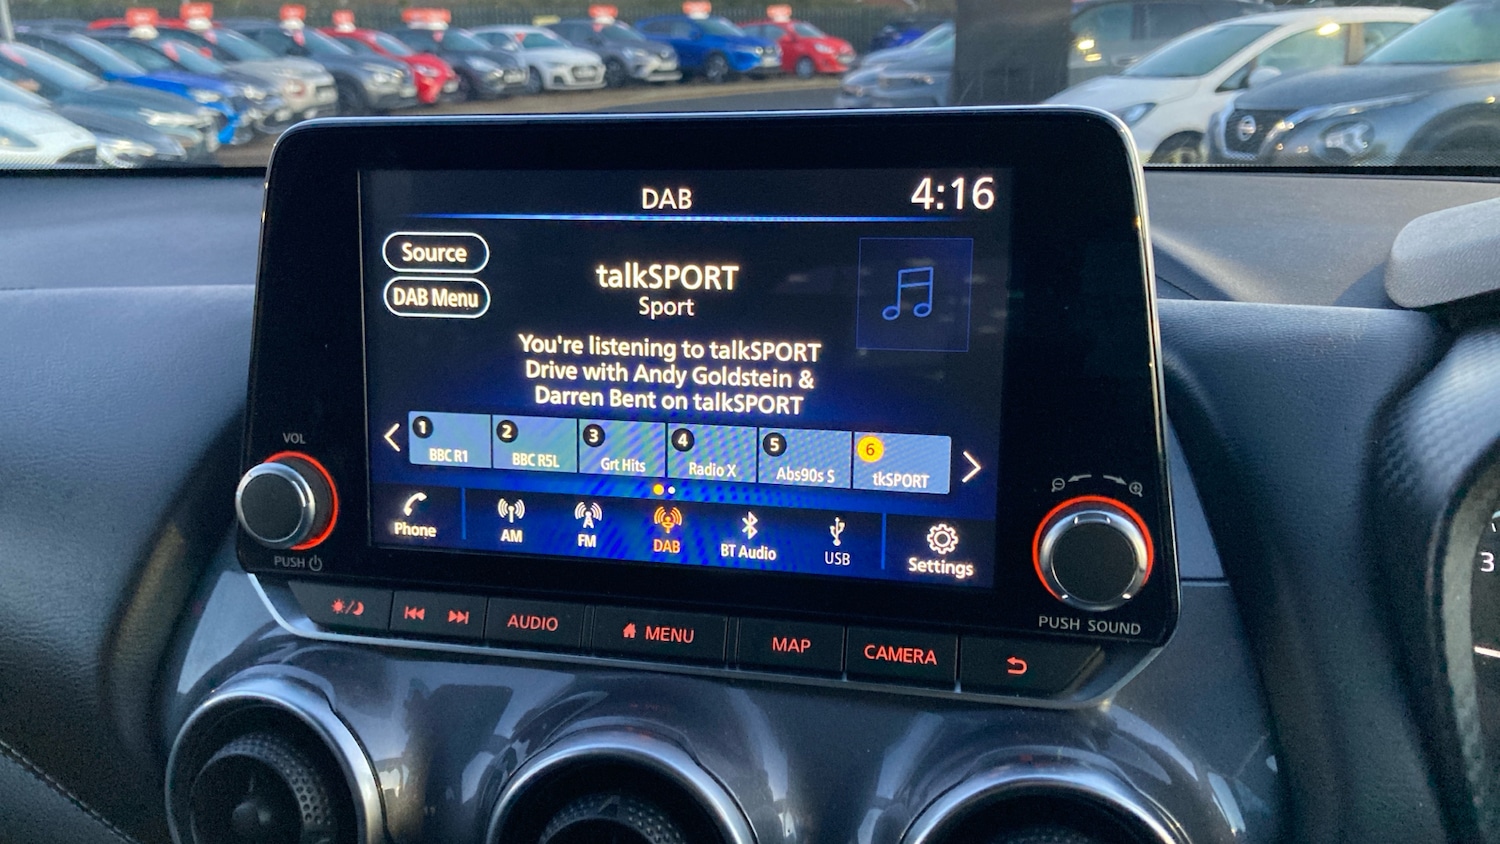 DAB
4:16
Source
DAB Menu
talkSPORT
Sport
You're listening to talkSPORT
Drive with Andy Goldstein &
Darren Bent on talkSPORT
1 2 3 4 5 6
BBC R1 BBC R5L Grt Hits Radio X Abs90s S tkSPORT
Phone AM FM DAB BT Audio USB Settings
VOL
PUSH
PUSH SOUND
AUDIO MENU MAP CAMERA
3